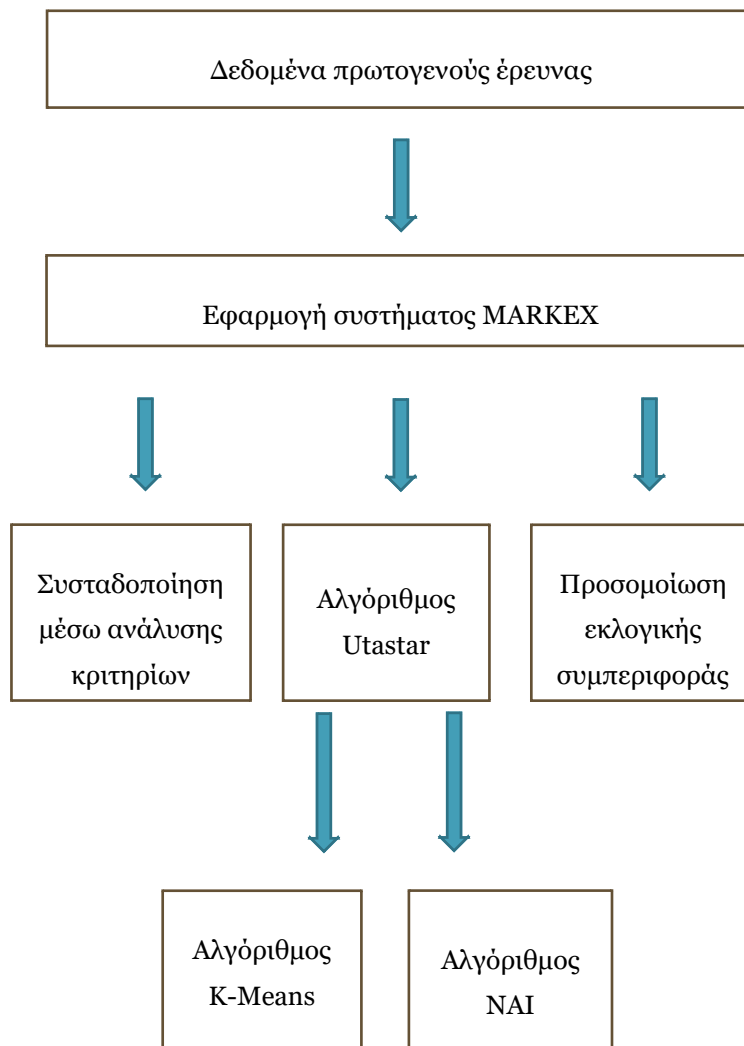 Δεδομένα πρωτογενούς έρευνας
Εφαρμογή συστήματος MARKEX
Συσταδοποίηση
μέσω ανάλυσης
κριτηρίων
Αλγόριθμος
Utastar
Προσομοίωση
εκλογικής
συμπεριφοράς
Αλγόριθμος
K-Means
Αλγόριθμος
NAI